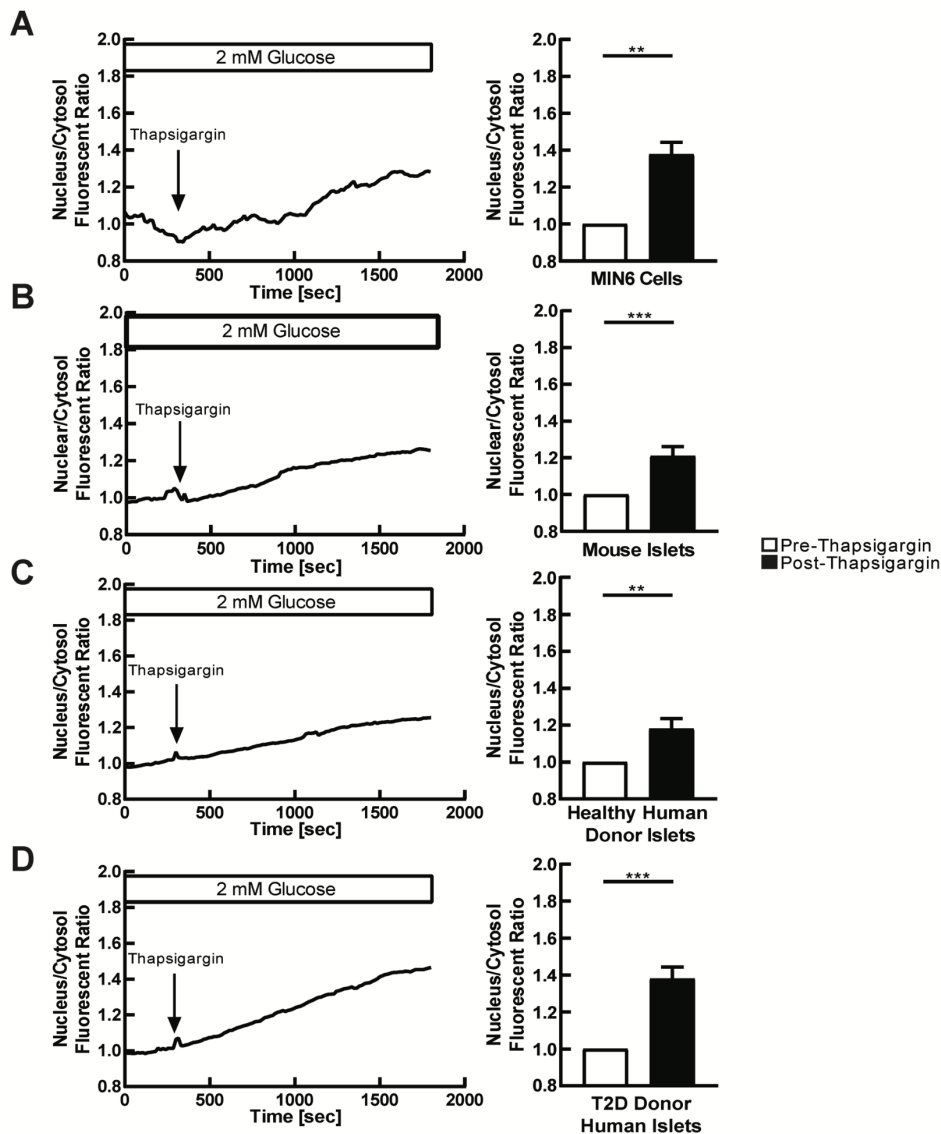 A
Nucleus/Cytosol
Fluorescent Ratio
2.0
1.8
1.6
1.4
1.2
1.0
0.8
2 mM Glucose
Thapsigargin
0 500 1000 1500 2000
Time [sec]
Nucleus/Cytosol
Fluorescent Ratio
2.0
1.8
1.6
1.4
1.2
1.0
0.8
**
MIN6 Cells
B
Nuclear/Cytosol
Fluorescent Ratio
2.0
1.8
1.6
1.4
1.2
1.0
0.8
2 mM Glucose
Thapsigargin
0 500 1000 1500 2000
Time [sec]
Nuclear/Cytosol
Fluorescent Ratio
2.0
1.8
1.6
1.4
1.2
1.0
0.8
***
Mouse Islets
Pre-Thapsigargin
Post-Thapsigargin
C
Nucleus/Cytosol
Fluorescent Ratio
2.0
1.8
1.6
1.4
1.2
1.0
0.8
2 mM Glucose
Thapsigargin
0 500 1000 1500 2000
Time [sec]
Nucleus/Cytosol
Fluorescent Ratio
2.0
1.8
1.6
1.4
1.2
1.0
0.8
**
Healthy Human
Donor Islets
D
Nucleus/Cytosol
Fluorescent Ratio
2.0
1.8
1.6
1.4
1.2
1.0
0.8
2 mM Glucose
Thapsigargin
0 500 1000 1500 2000
Time [sec]
Nucleus/Cytosol
Fluorescent Ratio
2.0
1.8
1.6
1.4
1.2
1.0
0.8
***
T2D Donor
Human Islets